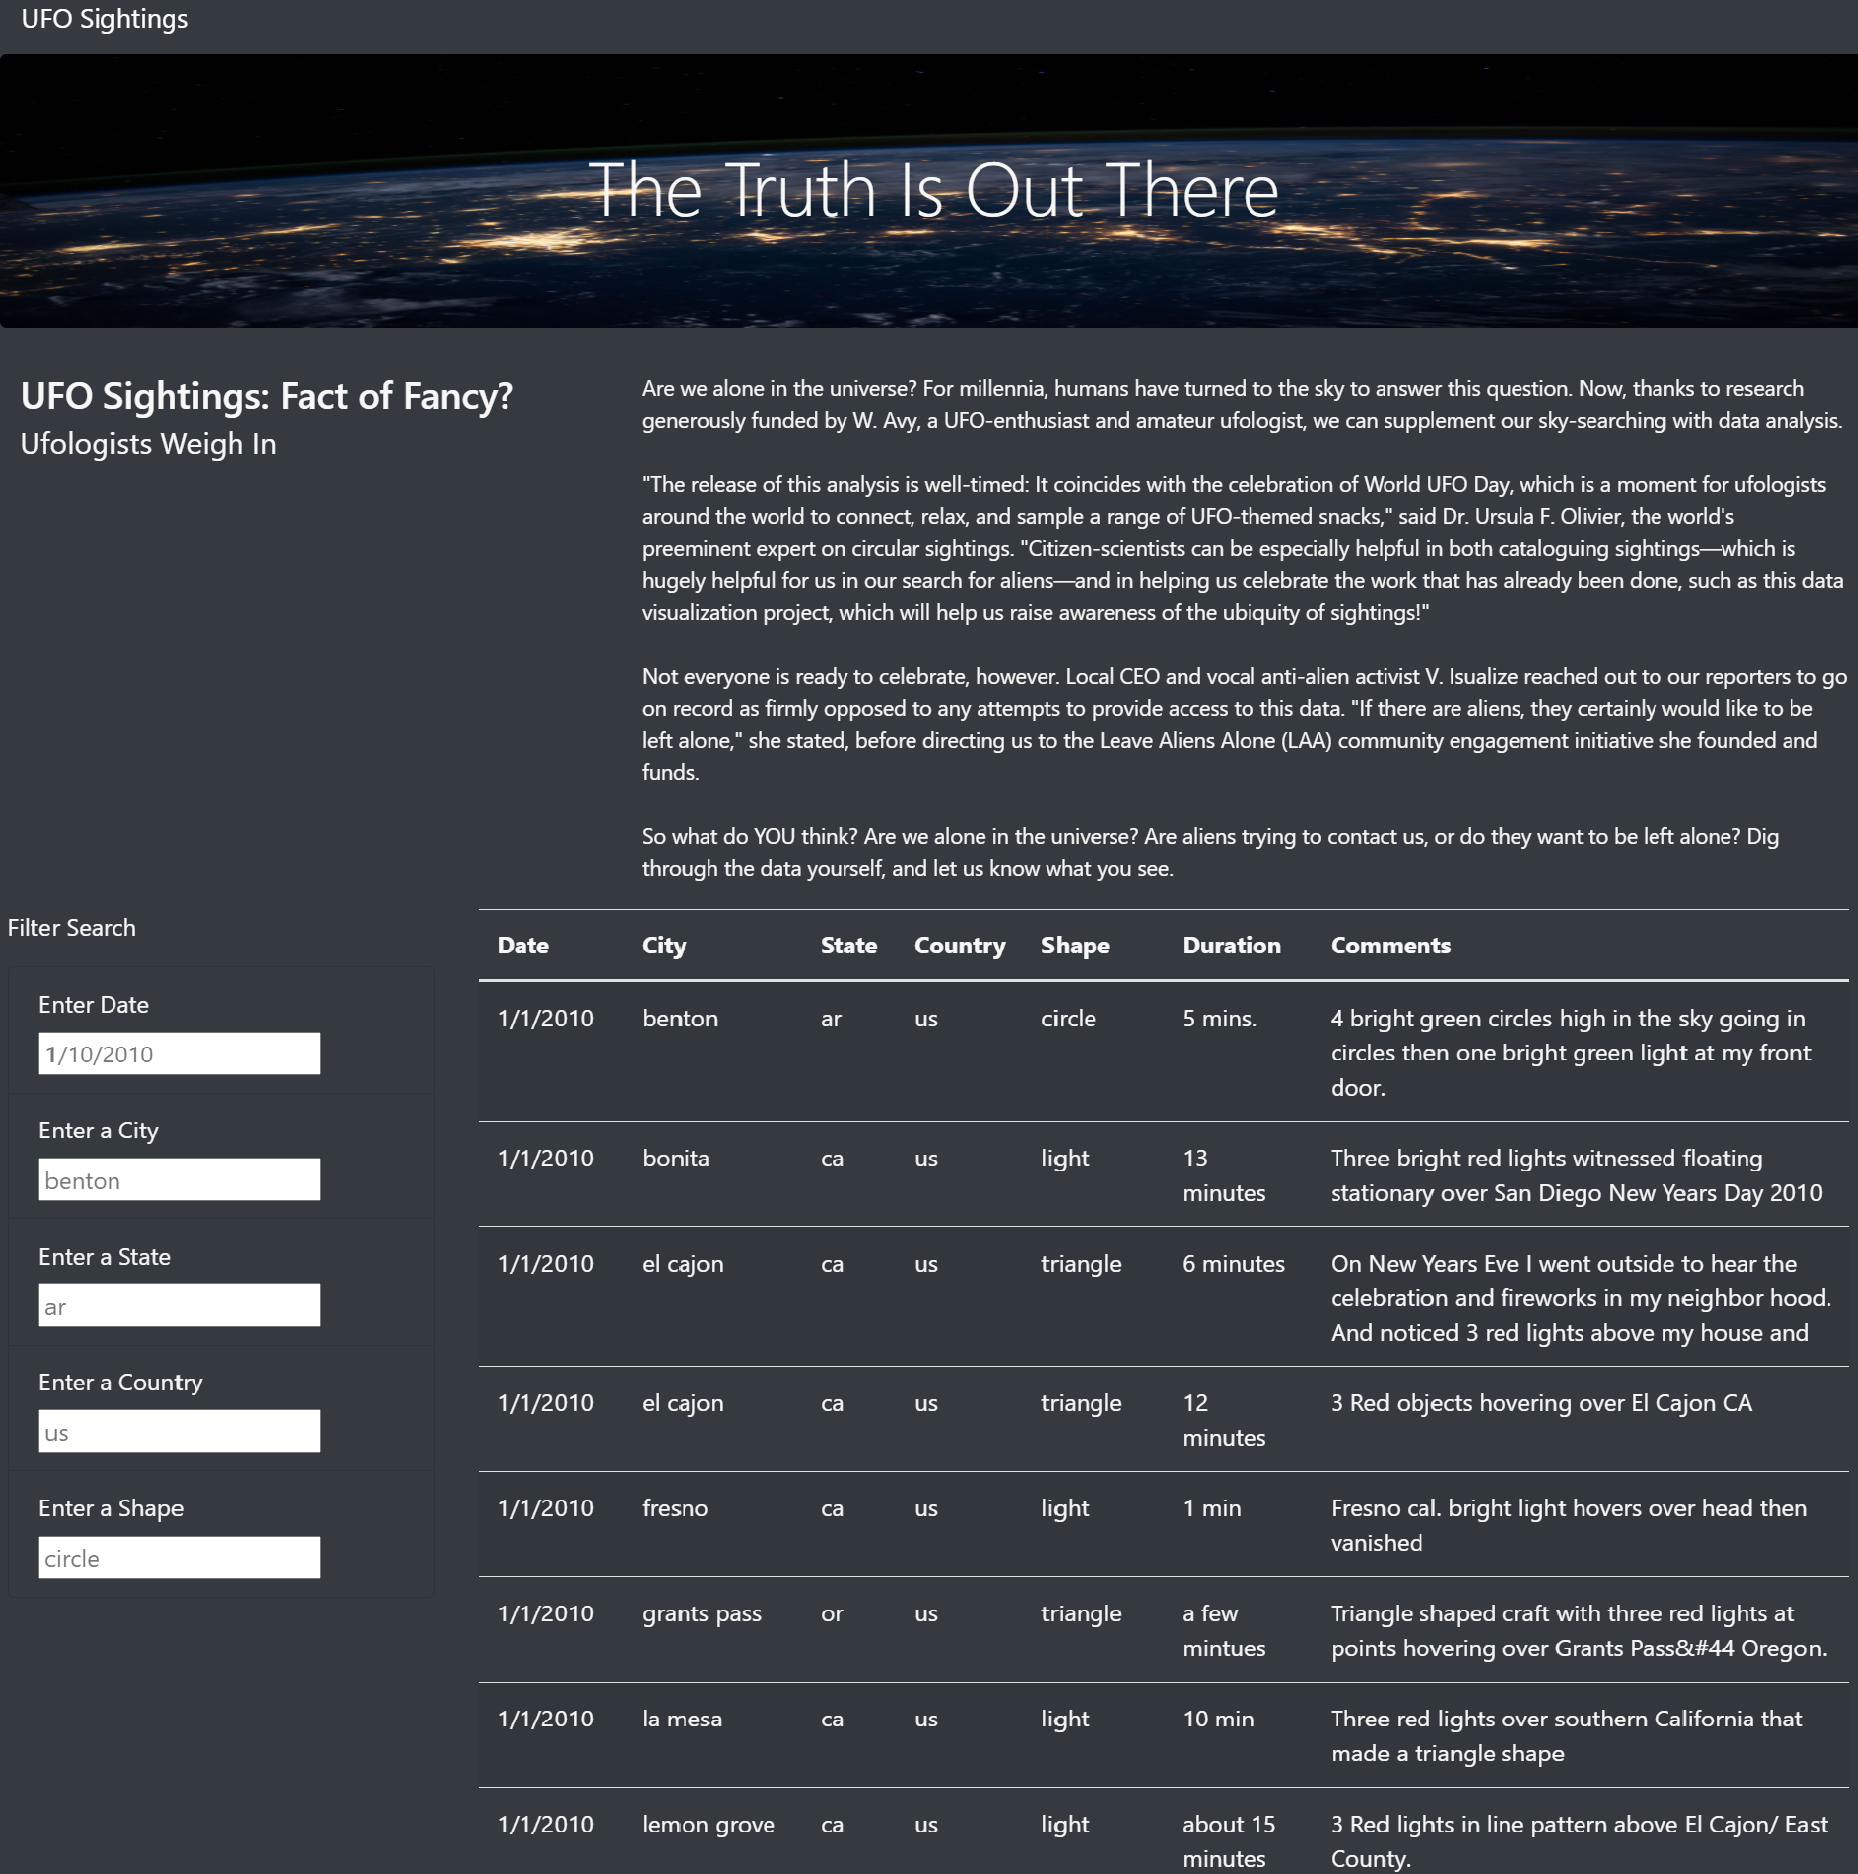 UFO Sightings
The Truth Is Out There
UFO Sightings: Fact of Fancy?
Ufologists Weigh In
Are we alone in the universe? For millennia, humans have turned to the sky to answer this question. Now, thanks to research
generously funded by W. Avy, a UFO-enthusiast and amateur ufologist, we can supplement our sky-searching with data analysis.
"The release of this analysis is well-timed: It coincides with the celebration of World UFO Day, which is a moment for ufologists
around the world to connect, relax, and sample a range of UFO-themed snacks," said Dr. Ursula F. Olivier, the world's
preeminent expert on circular sightings. "Citizen-scientists can be especially helpful in both cataloguing sightings—which is
hugely helpful for us in our search for aliens—and in helping us celebrate the work that has already been done, such as this data
visualization project, which will help us raise awareness of the ubiquity of sightings!"
Not everyone is ready to celebrate, however. Local CEO and vocal anti-alien activist V. Isualize reached out to our reporters to go
on record as firmly opposed to any attempts to provide access to this data. "If there are aliens, they certainly would like to be
left alone," she stated, before directing us to the Leave Aliens Alone (LAA) community engagement initiative she founded and
funds.
So what do YOU think? Are we alone in the universe? Are aliens trying to contact us, or do they want to be left alone? Dig
through the data yourself, and let us know what you see.
Filter Search
Enter Date
1/10/2010
Enter a City
benton
Enter a State
ar
Enter a Country
us
Enter a Shape
circle
Date City State Country Shape Duration Comments
1/1/2010 benton ar us circle 5 mins. 4 bright green circles high in the sky going in
circles then one bright green light at my front
door.
1/1/2010 bonita ca us light 13 Three bright red lights witnessed floating
minutes stationary over San Diego New Years Day 2010
1/1/2010 el cajon ca us triangle 6 minutes On New Years Eve I went outside to hear the
celebration and fireworks in my neighbor hood.
And noticed 3 red lights above my house and
1/1/2010 el cajon ca us triangle 12 3 Red objects hovering over El Cajon CA
minutes
1/1/2010 fresno ca us light 1 min Fresno cal. bright light hovers over head then
vanished
1/1/2010 grants pass or us triangle a few Triangle shaped craft with three red lights at
mintues points hovering over Grants Pass&#44 Oregon.
1/1/2010 la mesa ca us light 10 min Three red lights over southern California that
made a triangle shape
1/1/2010 lemon grove ca us light about 15 3 Red lights in line pattern above El Cajon/ East
minutes County.